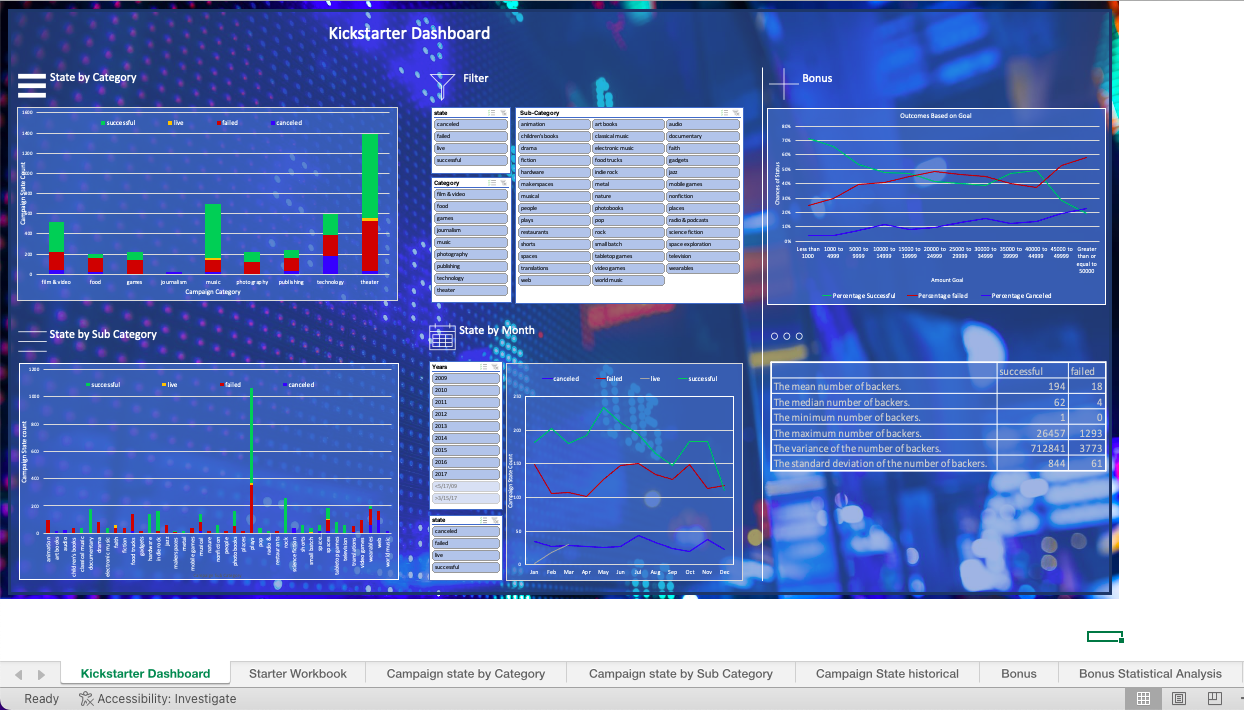 Kickstarter Dashboard
State by Category
Filter
Bonus
1600
1400
1200
600
400
200
0
Campaign State Count
successful live failed canceled
film & video food games journalism music photography publishing technology theater
Campaign Category
state
canceled
failed
live
successful
Category
film & video
food
games
journalism
music
photography
publishing
technology
theater
Sub-Category
animation art books audio
children's books classical music documentary
drama electronic music faith
fiction food trucks gadgets
hardware indie rock jazz
makerspaces metal mobile games
musical nature nonfiction
people photobooks places
plays pop radio & podcasts
restaurants rock science fiction
shorts small batch space exploration
spaces tabletop games television
translations video games wearables
web world music
Outcomes Based on Goal
80%
70%
60%
50%
40%
30%
20%
10%
0%
Chances of Status
Less than 1000 to 5000 to 10000 to 15000 to 20000 to 25000 to 30000 to 35000 to 40000 to 45000 to Greater
1000 4999 9999 14999 19999 24999 29999 34999 39999 44999 49999 than or
equal to
50000
Amount Goal
Percentage Successful Percentage failed Percentage Canceled
State by Sub Category
State by Month
1200
1000
800
600
400
200
0
Campaign State count
successful live failed canceled
animation
art books
audio
children's books
classical music
documentary
drama
electronic music
faith
fiction
food trucks
gadgets
hardware
indie rock
jazz
makerspaces
metal
mobile games
musical
nature
nonfiction
people
photobooks
places
plays
pop
radio &
restaurants
rock
science fiction
shorts
small batch
space
spaces
tabletop games
television
translations
video games
wearables
web
world music
Years
2009
2010
2011
2012
2013
2014
2015
2016
2017
<5/17/09
>3/15/17
state
canceled
failed
live
successful
canceled failed live successful
250
200
150
100
50
0
Campaign State Count
Jan Feb Mar Apr May Jun Jul Aug Sep Oct Nov Dec
successful failed
The mean number of backers. 194 18
The median number of backers. 62 4
The minimum number of backers. 1 0
The maximum number of backers. 26457 1293
The variance of the number of backers. 712841 3773
The standard deviation of the number of backers. 844 61
Kickstarter Dashboard Starter Workbook Campaign state by Category Campaign state by Sub Category Campaign State historical Bonus Bonus Statistical Analysis
Ready Accessibility: Investigate